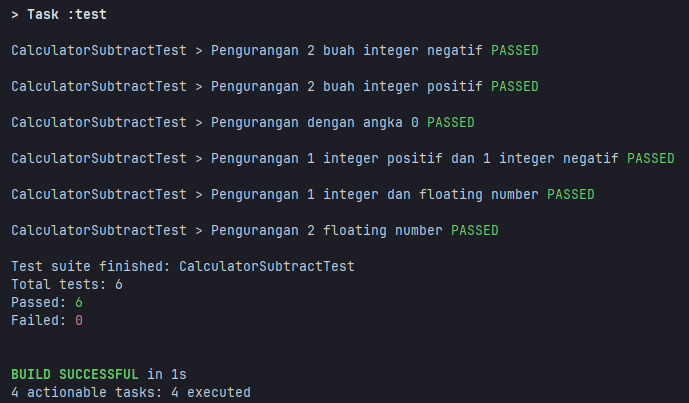 > Task :test
CalculatorSubtractTest > Pengurangan 2 buah integer negatif PASSED
CalculatorSubtractTest > Pengurangan 2 buah integer positif PASSED
CalculatorSubtractTest > Pengurangan dengan angka 0 PASSED
CalculatorSubtractTest > Pengurangan 1 integer positif dan 1 integer negatif PASSED
CalculatorSubtractTest > Pengurangan 1 integer dan floating number PASSED
CalculatorSubtractTest > Pengurangan 2 floating number PASSED
Test suite finished: CalculatorSubtractTest
Total tests: 6
Passed: 6
Failed: 0
BUILD SUCCESSFUL in 1s
4 actionable tasks: 4 executed